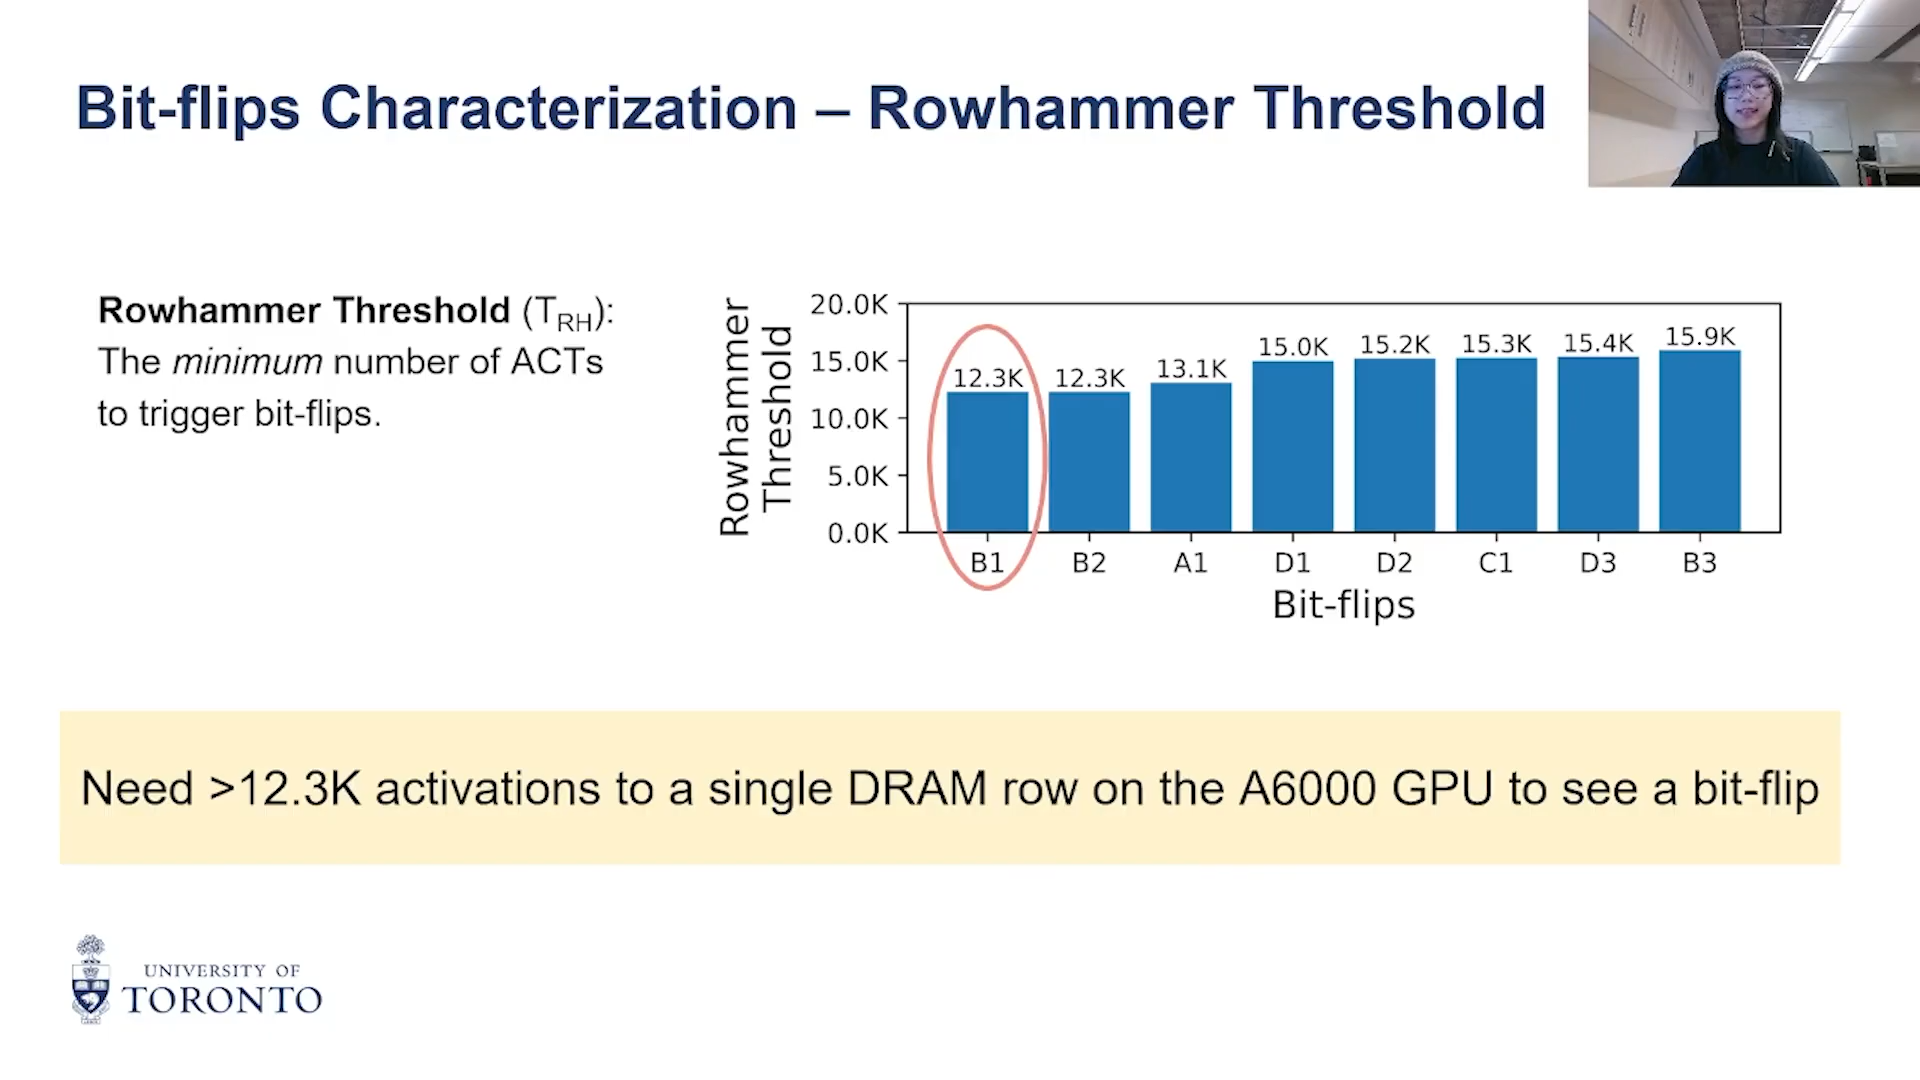 Bit-flips Characterization – Rowhammer Threshold
Rowhammer Threshold (TRH):
The minimum number of ACTs
to trigger bit-flips.
Rowhammer
Threshold
20.0K
15.0K
10.0K
5.0K
0.0K
12.3K
12.3K
13.1K
15.0K
15.2K
15.3K
15.4K
15.9K
B1
B2
A1
D1
D2
C1
D3
B3
Bit-flips
Need >12.3K activations to a single DRAM row on the A6000 GPU to see a bit-flip
UNIVERSITY OF
TORONTO